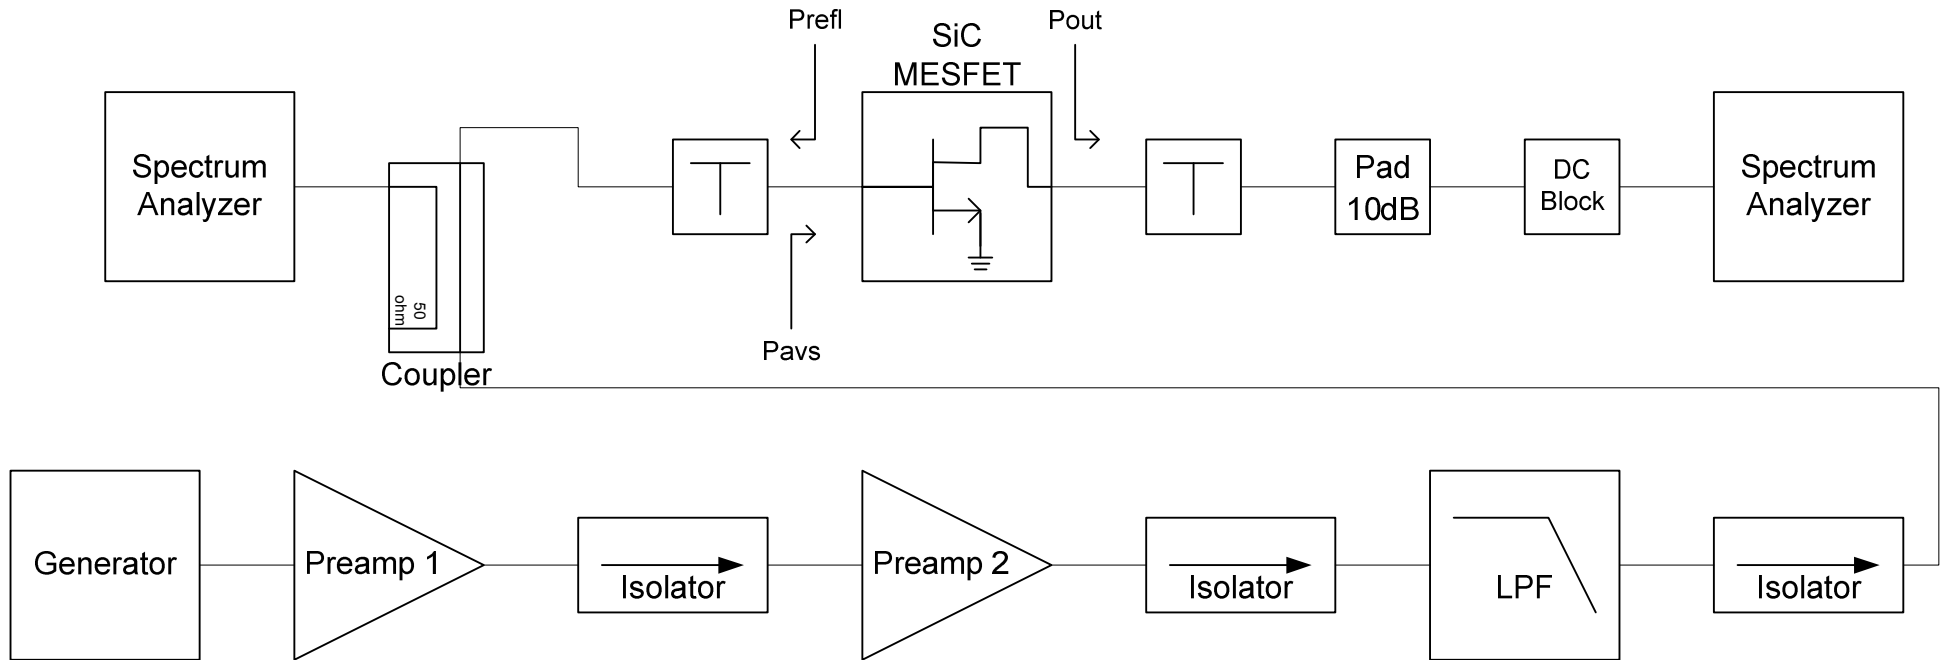 Prefl
Pout
SiC
MESFET
Spectrum
Analyzer
Pad
10dB
DC
Block
Spectrum
Analyzer
50
ohm
Pavs
Coupler
Generator
Preamp 1
Isolator
Preamp 2
Isolator
LPF
Isolator